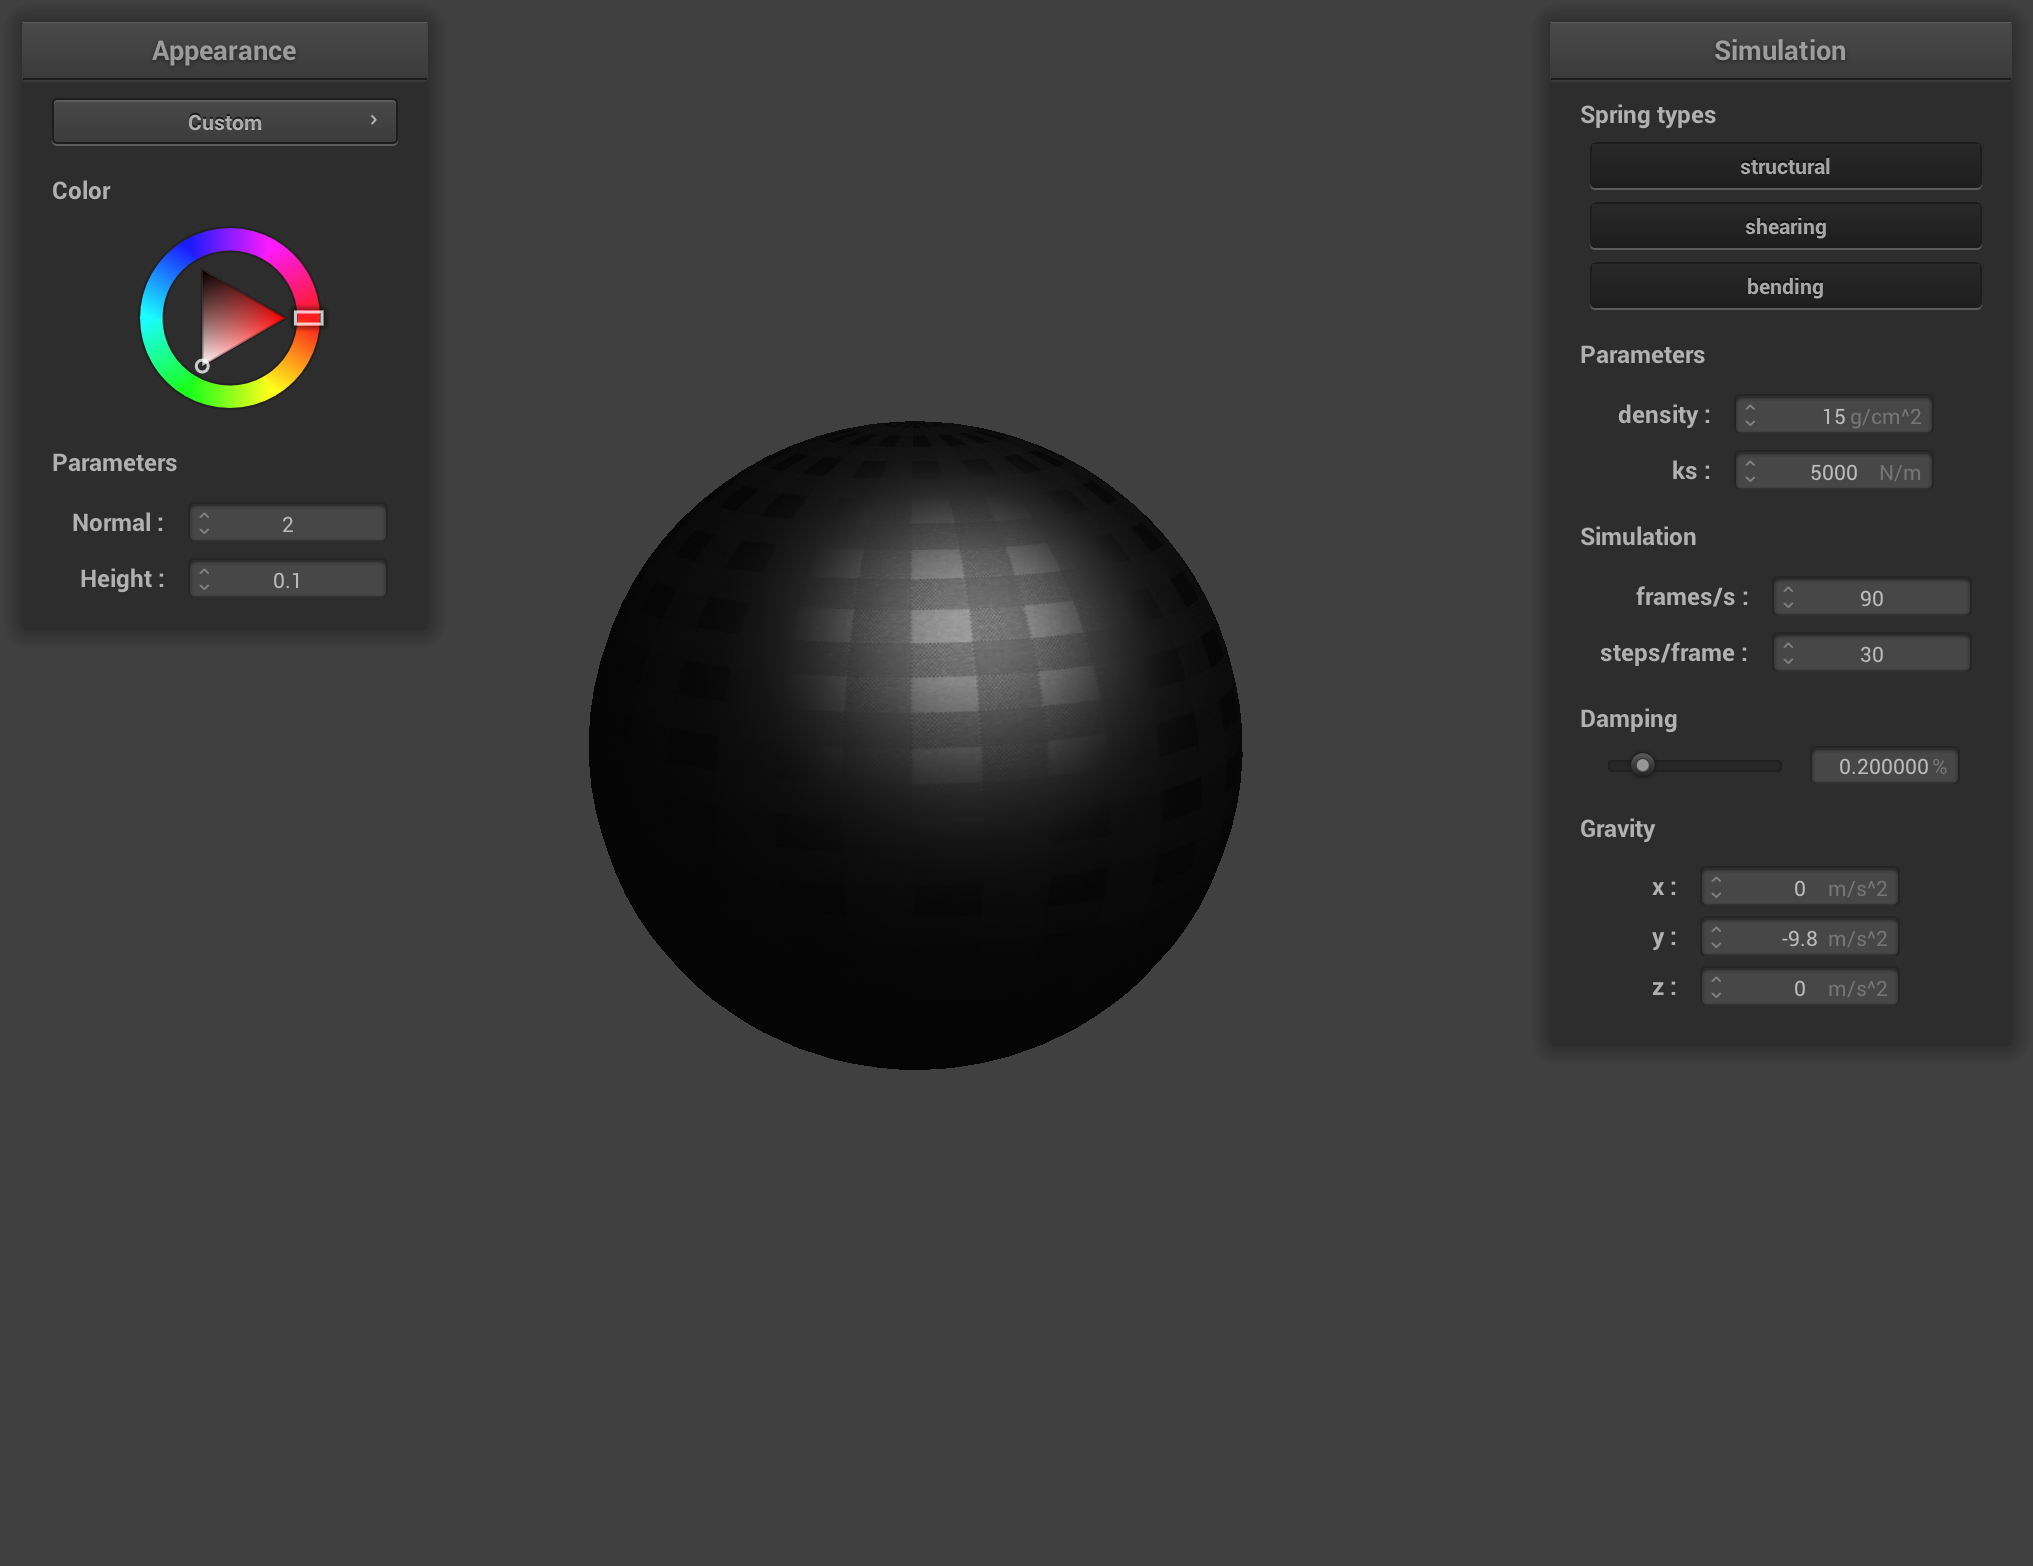 Appearance
Custom
Color
Parameters
Normal : 2
Height : 0.1
Simulation
Spring types
structural
shearing
bending
Parameters
density : 15 g/cm^2
ks : 5000 N/m
Simulation
frames/s : 90
steps/frame : 30
Damping
0.200000 %
Gravity
x : 0 m/s^2
y : -9.8 m/s^2
z : 0 m/s^2